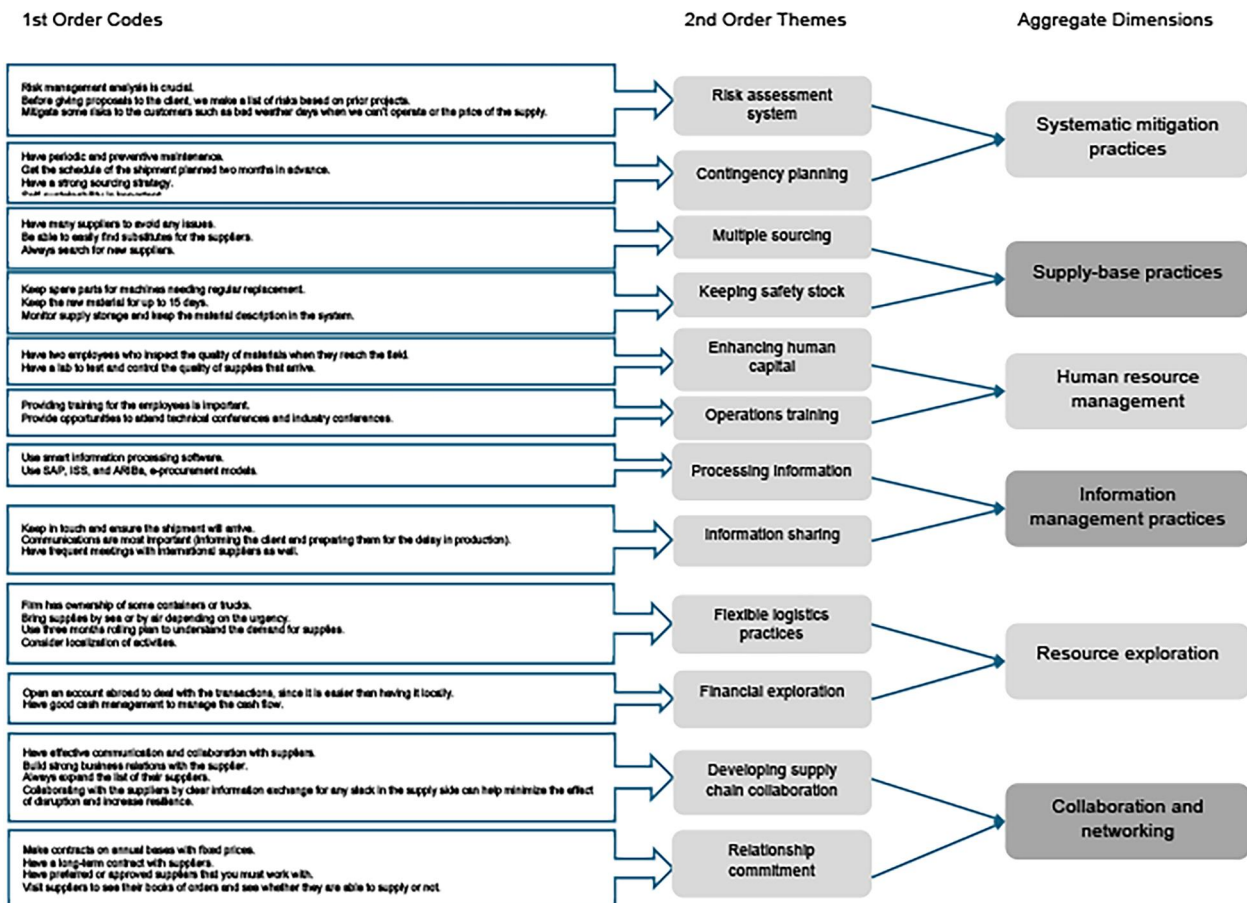 1st Order Codes
2nd Order Themes
Aggregate Dimensions
Risk management analysis is crucial.
Before giving proposals to the client, we make a list of risks based on prior projects.
Mitigate some risks to the customers such as bad weather days when we can't operate or the price of the supply.
Risk assessment
system
Systematic mitigation
practices
Have periodic and preventive maintenance.
Get the schedule of the shipment planned two months in advance.
Have a strong sourcing strategy.
Self-sustainability is important.
Contingency planning
Have many suppliers to avoid any issues.
Be able to easily find substitutes for the suppliers.
Always search for new suppliers.
Multiple sourcing
Supply-base practices
Keep spare parts for machines needing regular replacement.
Keep the raw material for up to 15 days.
Monitor supply storage and keep the material description in the system.
Keeping safety stock
Have two employees who inspect the quality of materials when they reach the field.
Have a lab to test and control the quality of supplies that arrive.
Enhancing human
capital
Human resource
management
Providing training for the employees is important.
Provide opportunities to attend technical conferences and industry conferences.
Operations training
Use smart information processing software.
Use SAP, ISS, and ARIBa, e-procurement models.
Processing information
Information
management practices
Keep in touch and ensure the shipment will arrive.
Communications are most important (informing the client and preparing them for the delay in production).
Have frequent meetings with international suppliers as well.
Information sharing
Firm has ownership of some containers or trucks.
Bring supplies by sea or by air depending on the urgency.
Use three months rolling plan to understand the demand for supplies.
Consider localization of activities.
Flexible logistics
practices
Resource exploration
Open an account abroad to deal with the transactions, since it is easier than having it locally.
Have good cash management to manage the cash flow.
Financial exploration
Have effective communication and collaboration with suppliers.
Build strong business relations with the supplier.
Always expand the list of their suppliers.
Collaborating with the suppliers by clear information exchange for any slack in the supply side can help minimize the effect
of disruption and increase resilience.
Developing supply
chain collaboration
Collaboration and
networking
Make contracts on annual bases with fixed prices.
Have a long-term contract with suppliers.
Have preferred or approved suppliers that you must work with.
Visit suppliers to see their books of orders and see whether they are able to supply or not.
Relationship
commitment